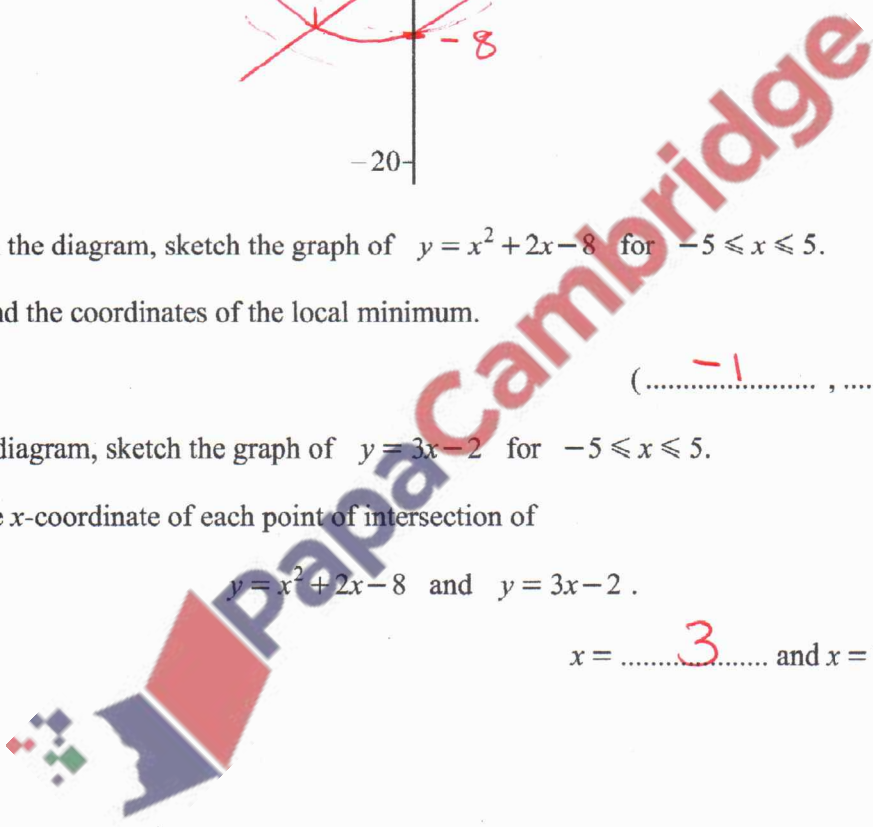 -8
-20
the diagram, sketch the graph of y = x² + 2x - 8 for -5 ⩽ x ⩽ 5.
the coordinates of the local minimum.
(........................ , ....
-1
diagram, sketch the graph of y = 3x - 2 for -5 ⩽ x ⩽ 5.
x-coordinate of each point of intersection of
y = x² + 2x - 8 and y = 3x - 2 .
x = ........3........ and x =
PapaCambridge